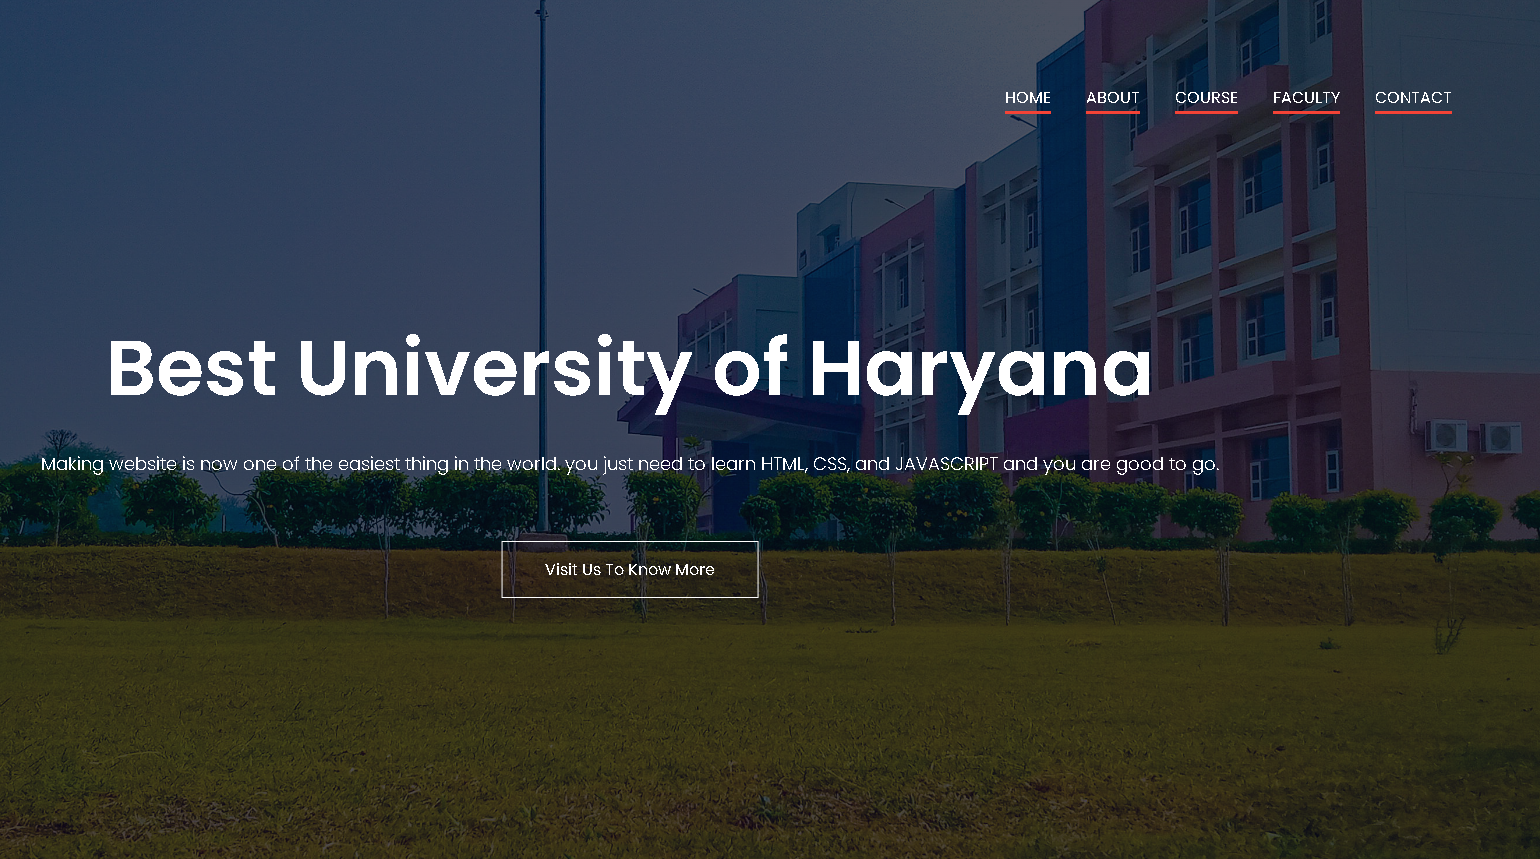 HOME ABOUT COURSE FACULTY CONTACT
Best University of Haryana
Making website is now one of the easiest thing in the world. you just need to learn HTML, CSS, and JAVASCRIPT and you are good to go.
Visit Us To Know More